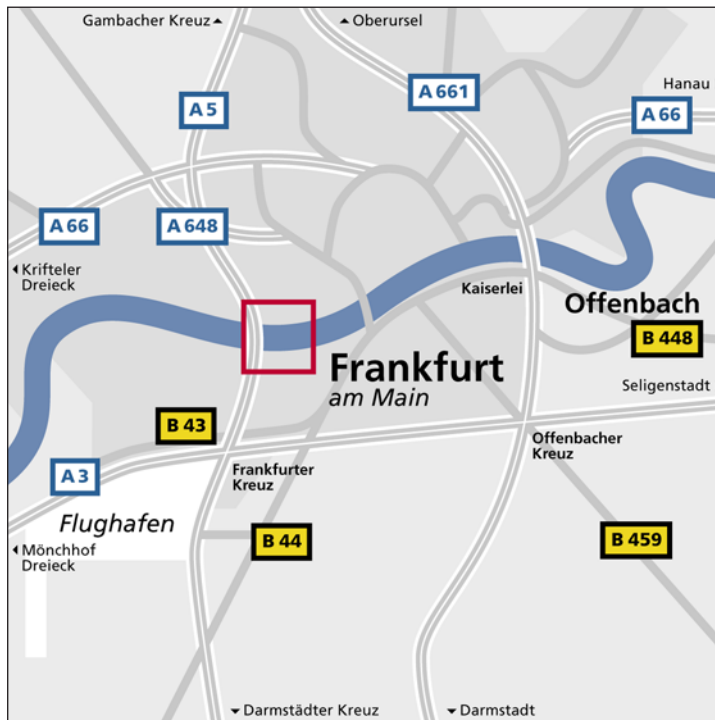 Gambacher Kreuz
Oberursel
Hanau
A 661
A 5
A 66
A 66
A 648
Krifteler
Dreieck
Kaiserlei
Offenbach
B 448
Frankfurt
am Main
Seligenstadt
B 43
Offenbacher
Kreuz
A 3
Frankfurter
Kreuz
Flughafen
B 44
B 459
Mönchhof
Dreieck
Darmstädter Kreuz
Darmstadt